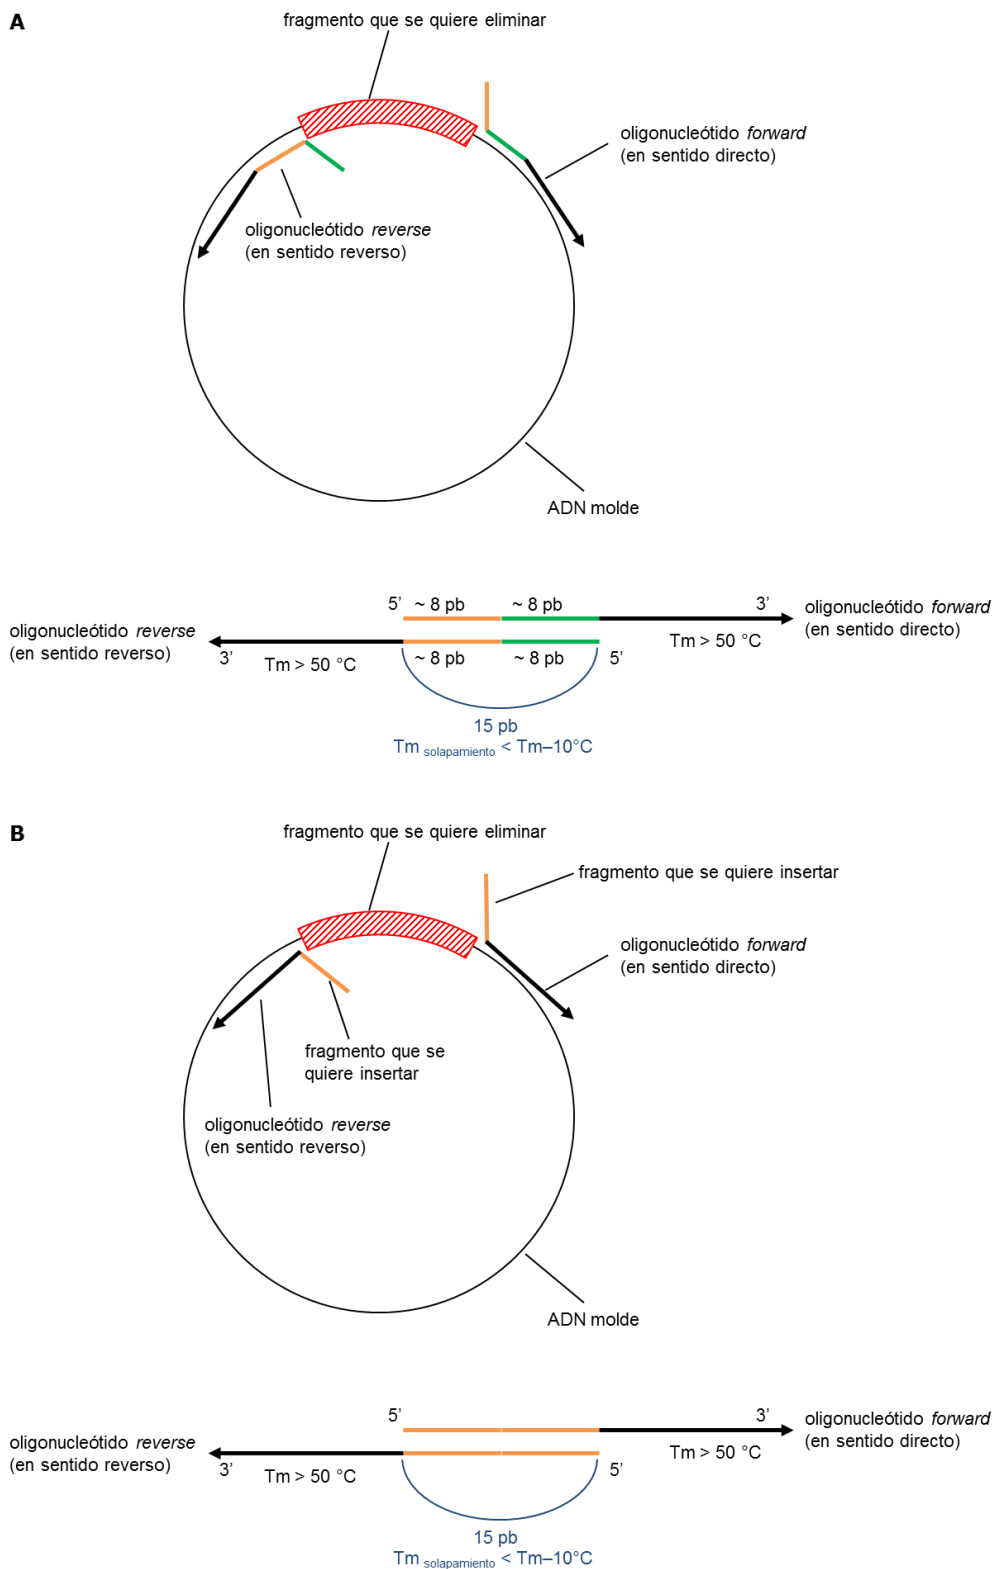 A
fragmento que se quiere eliminar
oligonucleótido forward
(en sentido directo)
oligonucleótido reverse
(en sentido reverso)
ADN molde
5’ ~ 8 pb ~ 8 pb 3’
oligonucleótido forward
(en sentido directo)
Tm > 50 °C
oligonucleótido reverse
(en sentido reverso)
3’ Tm > 50 °C ~ 8 pb ~ 8 pb 5’
15 pb
Tm solapamiento < Tm–10°C
B
fragmento que se quiere eliminar
fragmento que se quiere insertar
oligonucleótido forward
(en sentido directo)
fragmento que se
quiere insertar
oligonucleótido reverse
(en sentido reverso)
ADN molde
5’ 3’
oligonucleótido forward
(en sentido directo)
Tm > 50 °C
oligonucleótido reverse
(en sentido reverso)
3’ Tm > 50 °C 5’
15 pb
Tm solapamiento < Tm–10°C